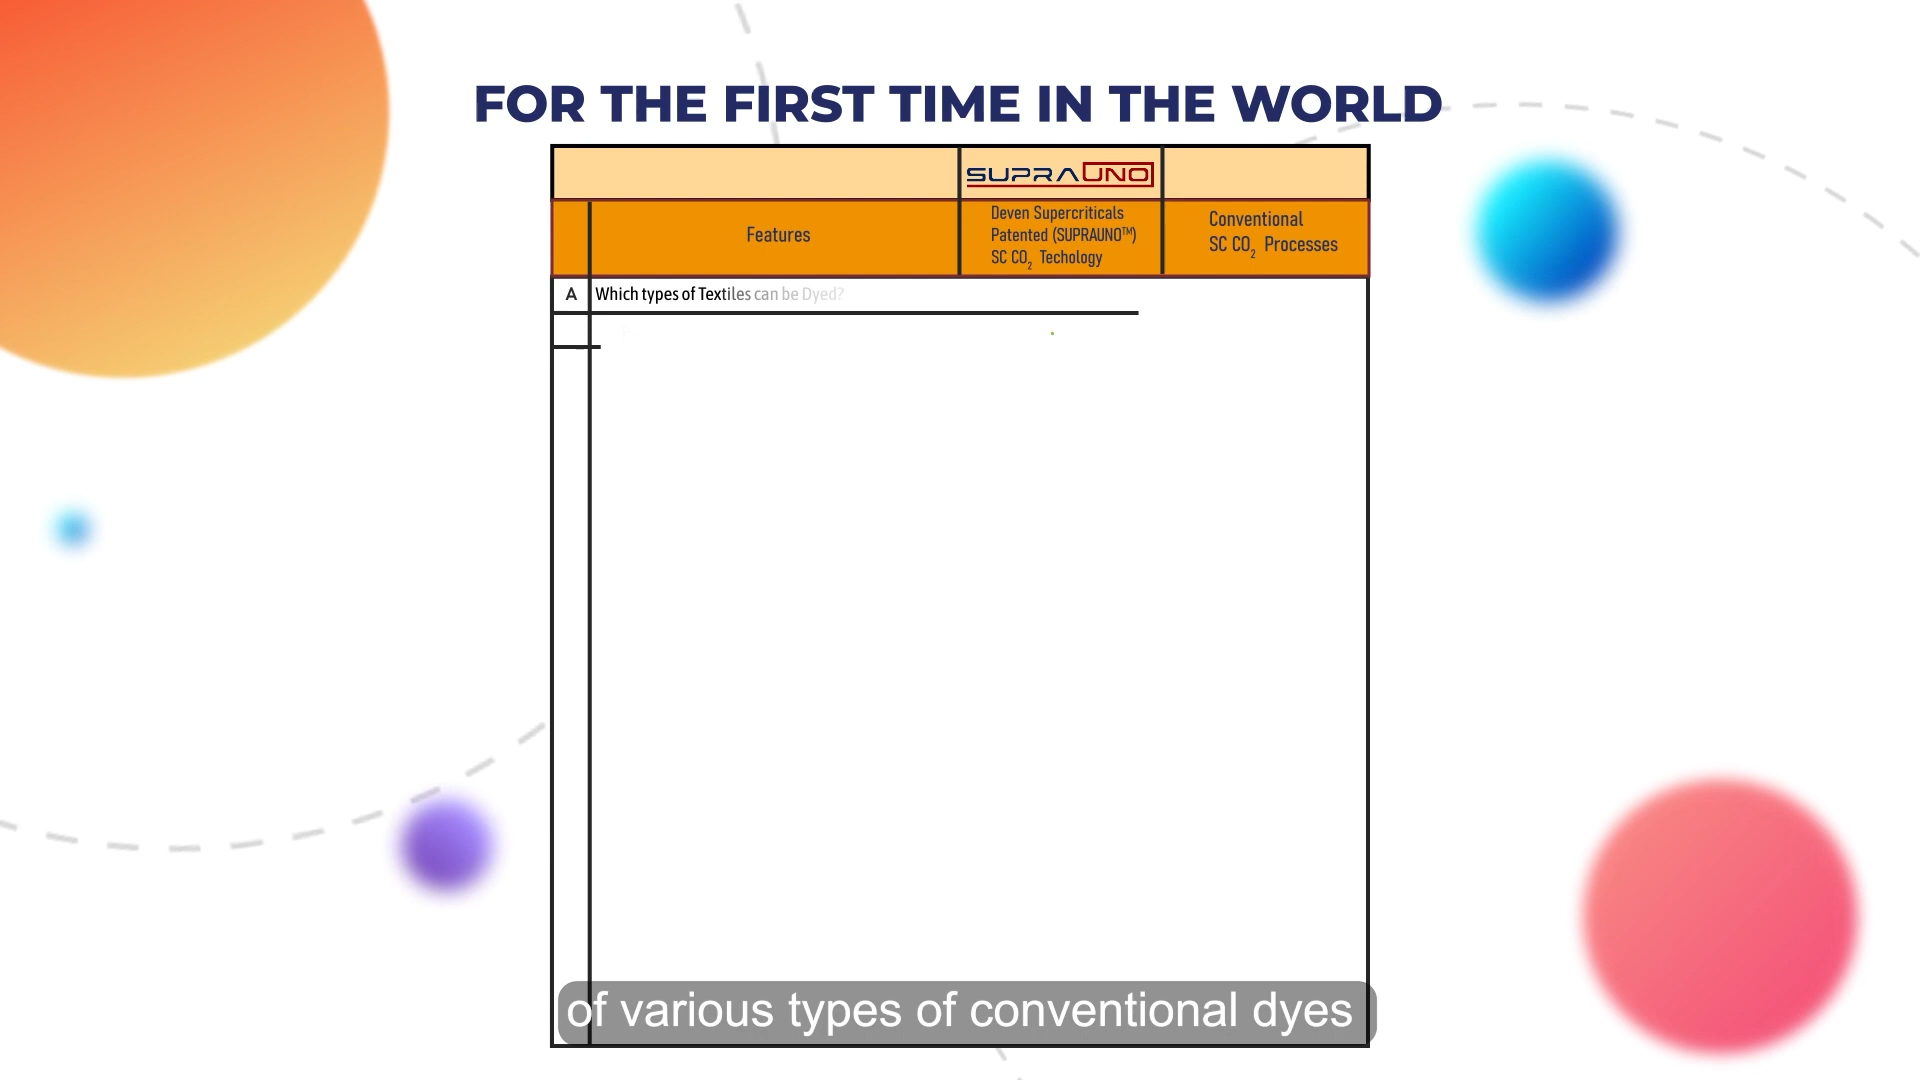 FOR THE FIRST TIME IN THE WORLD
SUPRAUNO
Features
Deven Supercriticals
Patented (SUPRAUNO™)
SC CO₂ Techology
Conventional
SC CO₂ Processes
A Which types of Textiles can be Dyed?
of various types of conventional dyes